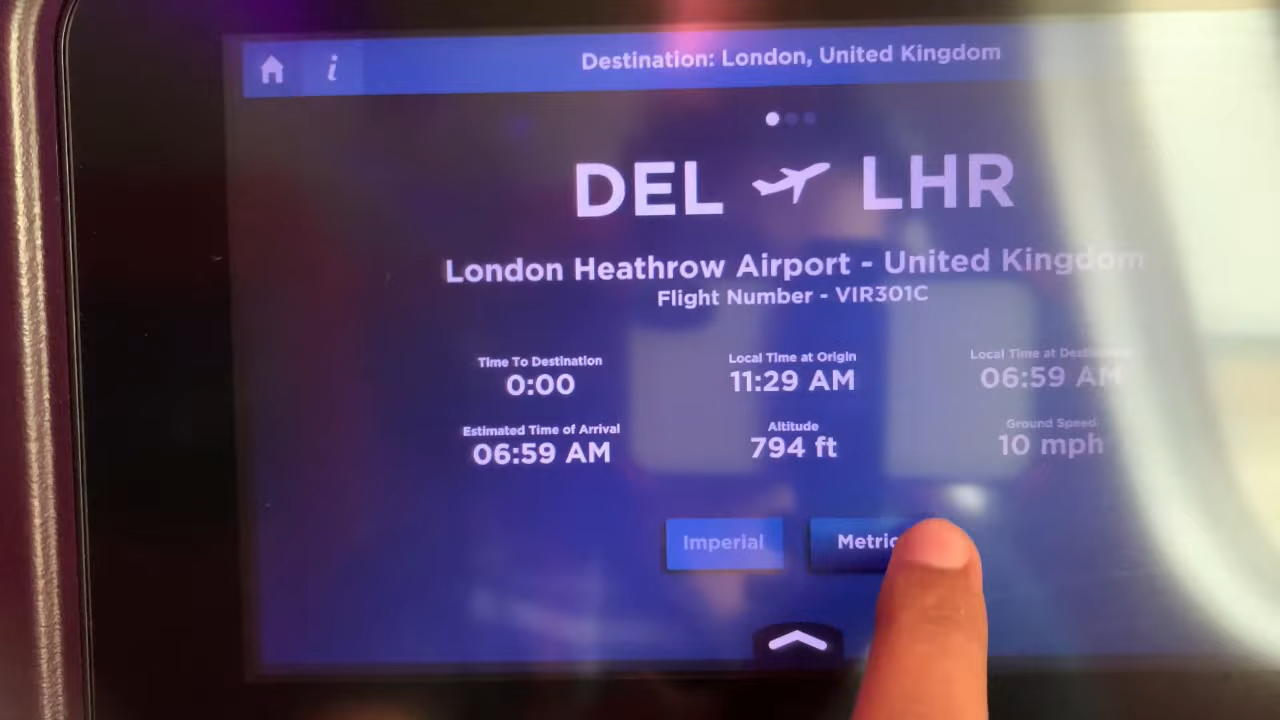 i
Destination: London, United Kingdom
DEL LHR
London Heathrow Airport - United Kingdom
Flight Number - VIR301C
Time To Destination
0:00
Local Time at Origin
11:29 AM
Local Time at Destination
06:59 AM
Estimated Time of Arrival
06:59 AM
Altitude
794 ft
Ground Speed
10 mph
Imperial
Metric